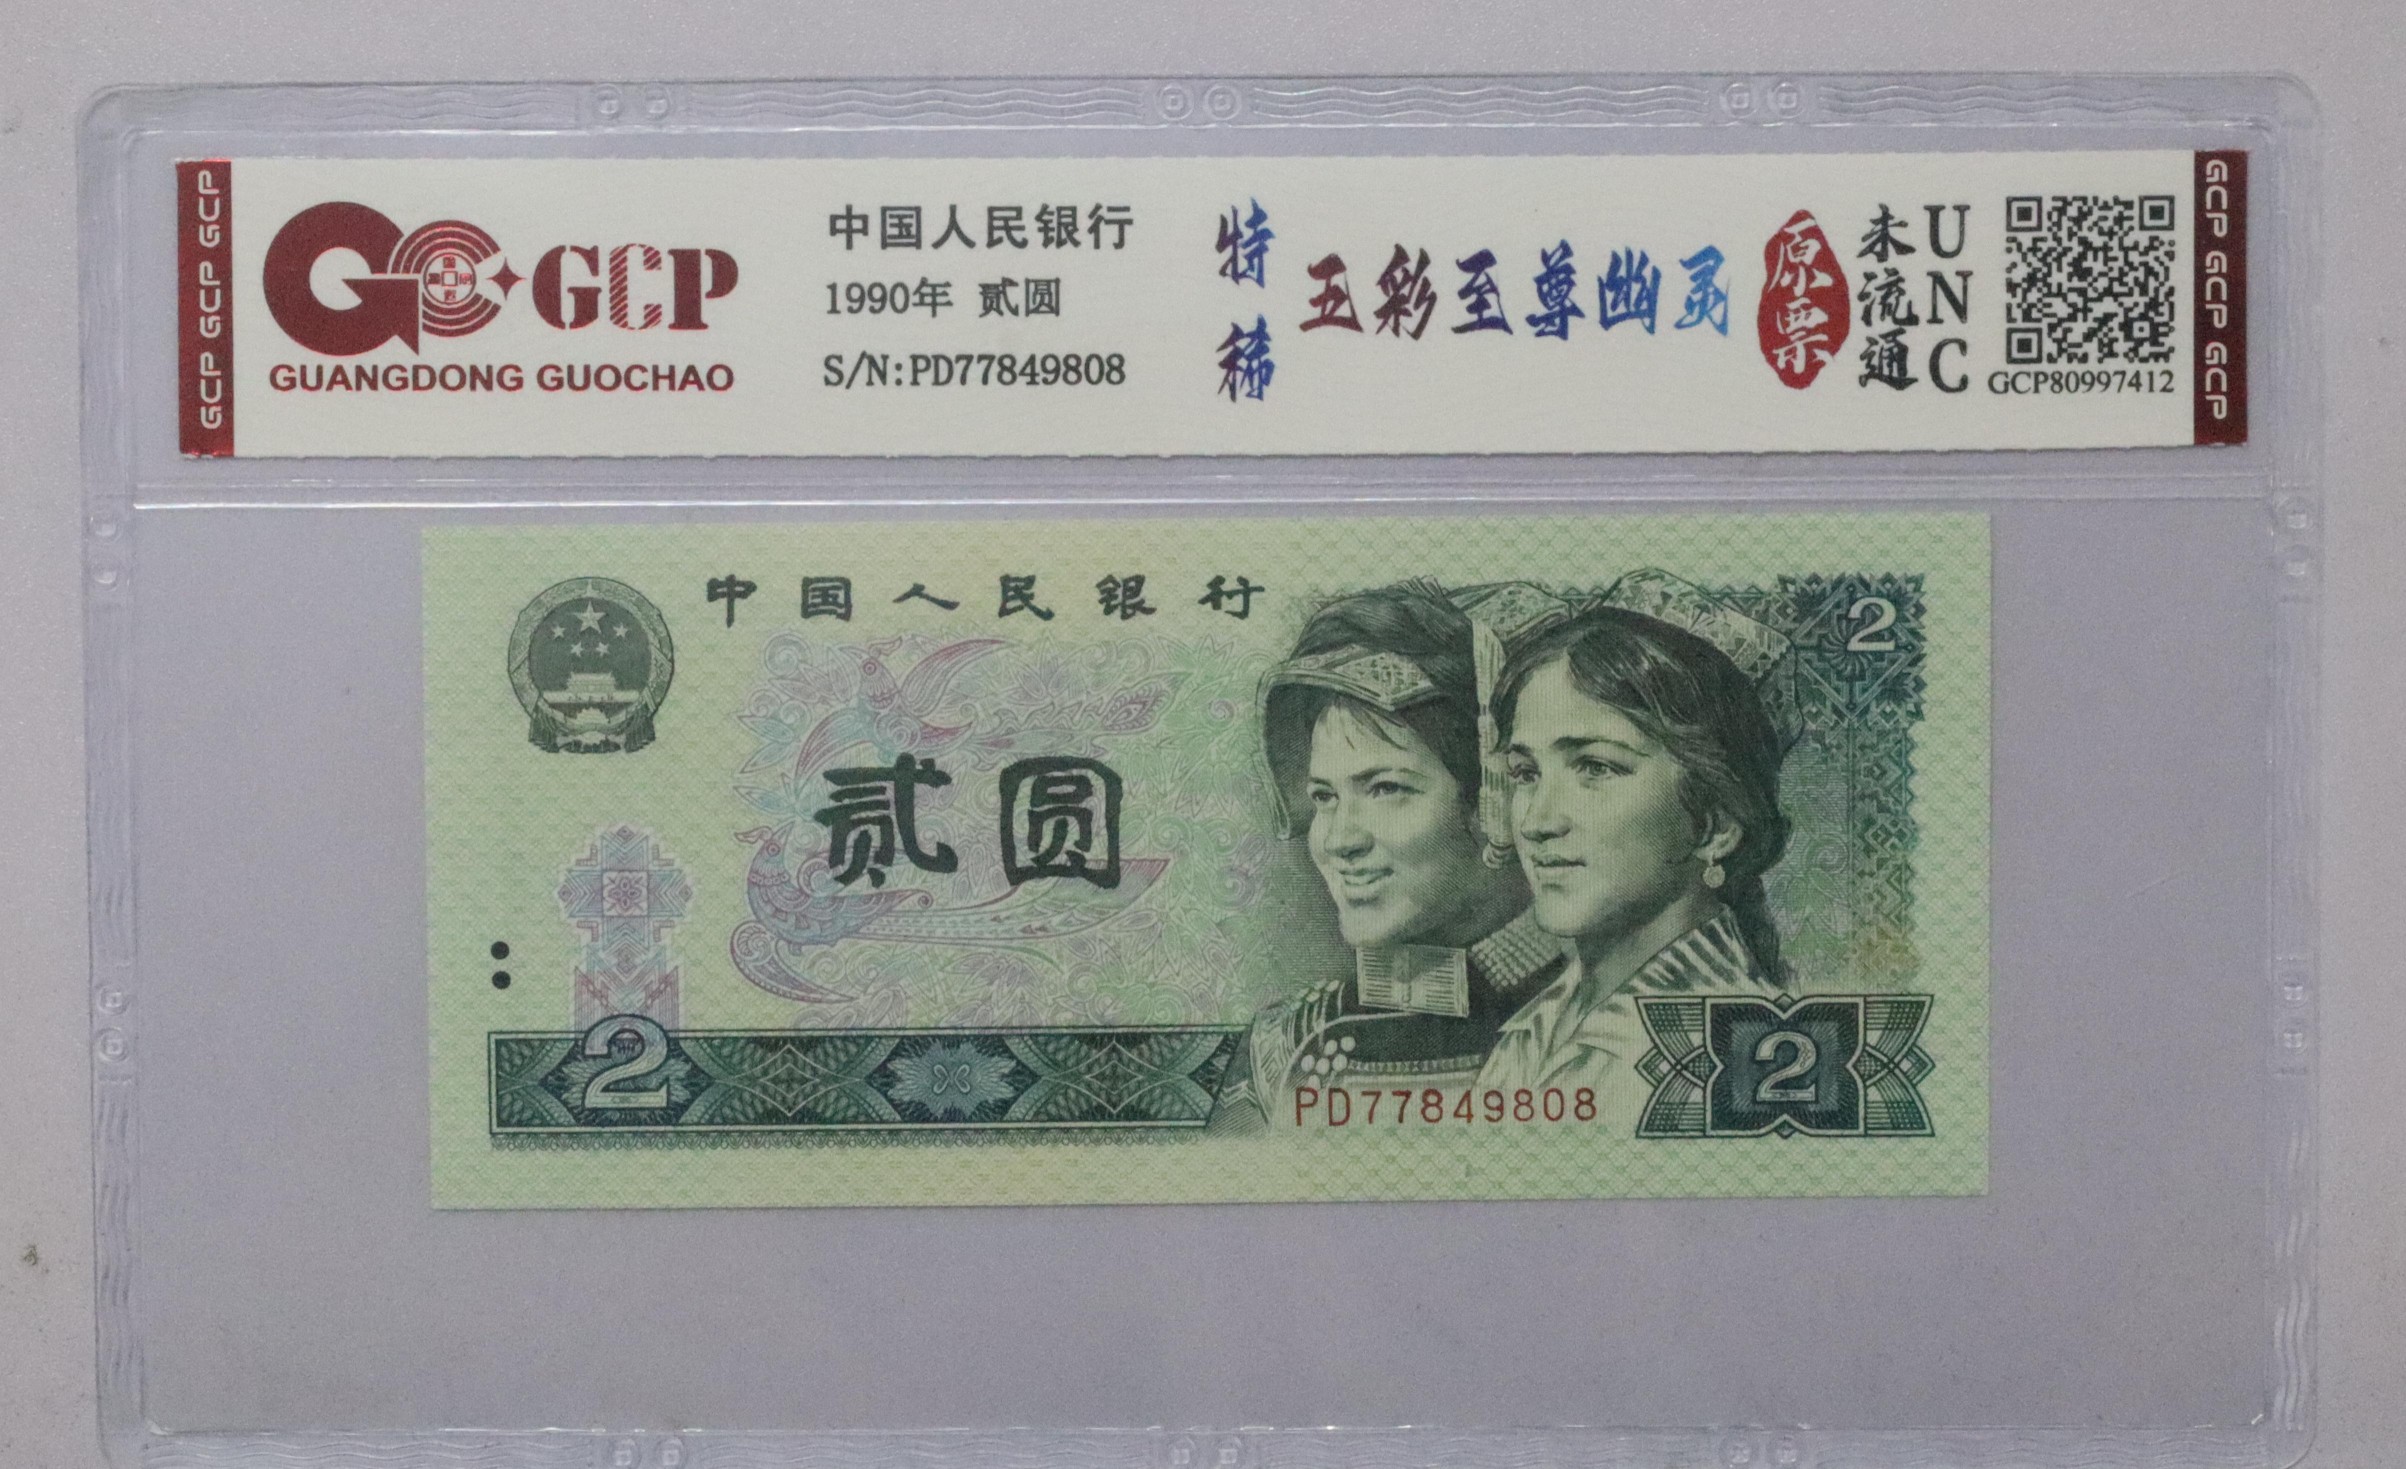 GCP GCP GCP
GCP
GUANGDONG GUOCHAO
中国人民银行
1990年 贰圆
S/N:PD77849808
特稀
五彩至尊幽灵
原票
未流通
UNC
GCP80997412
GCP GCP GCP
中国人民银行
2
贰圆
2
PD77849808
2